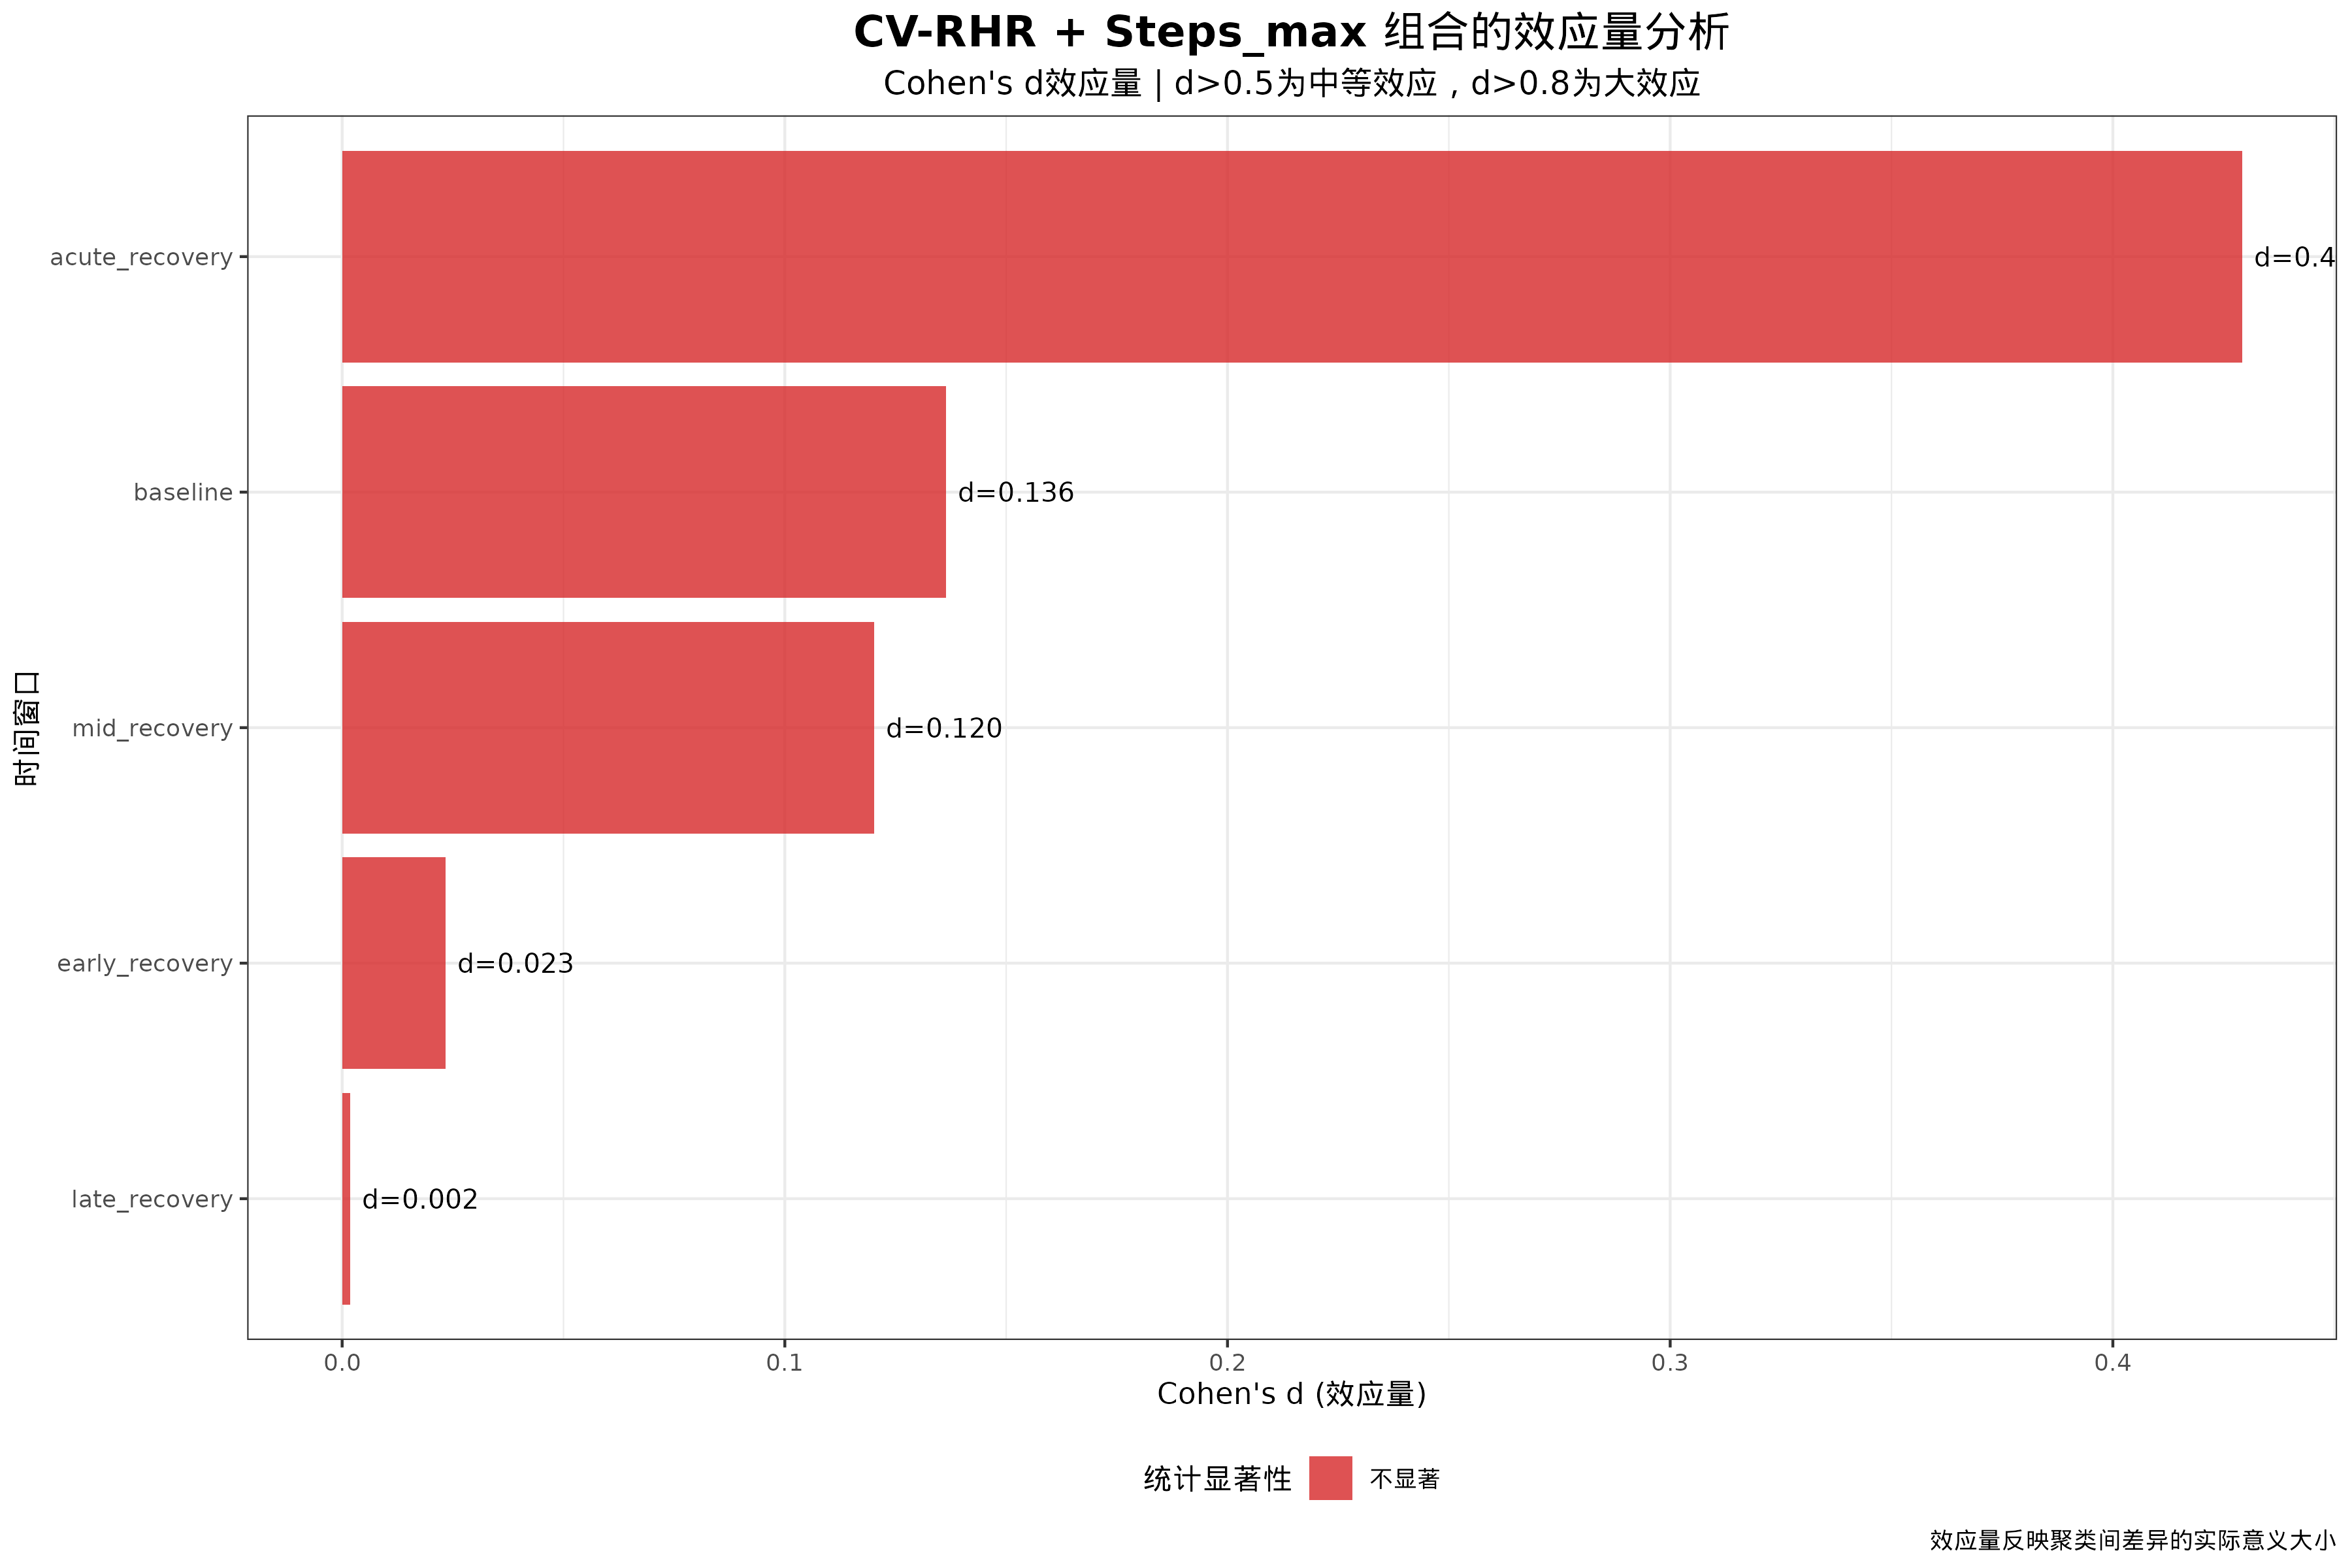 CV-RHR + Steps_max 组合的效应量分析
Cohen's d效应量 | d>0.5为中等效应 , d>0.8为大效应
时间窗口
acute_recovery
d=0.4
baseline
d=0.136
mid_recovery
d=0.120
early_recovery
d=0.023
late_recovery
d=0.002
0.0 0.1 0.2 0.3 0.4
Cohen's d (效应量)
统计显著性 不显著
效应量反映聚类间差异的实际意义大小